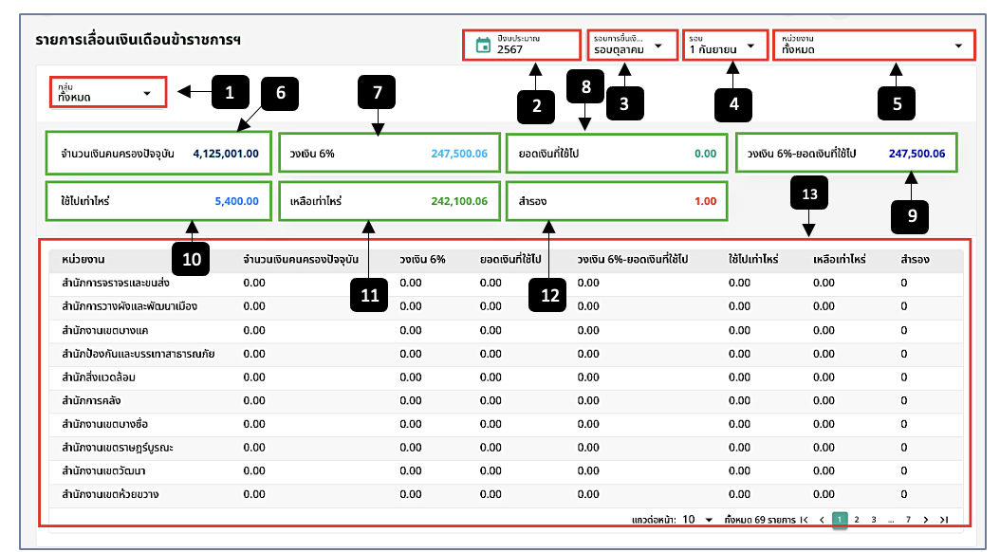 รายการเลื่อนเงินเดือนข้าราชการฯ
ปีงบประมาณ
2567
รอบการขึ้นเงิ...
รอบตุลาคม
รอบ
1 กันยายน
หน่วยงาน
ทั้งหมด
กลุ่ม
ทั้งหมด
1
6
7
2
8
3
4
5
จำนวนเงินคนครองปัจจุบัน 4,125,001.00
วงเงิน 6% 247,500.06
ยอดเงินที่ใช้ไป 0.00
วงเงิน 6%-ยอดเงินที่ใช้ไป 247,500.06
ใช้ไปเท่าไหร่ 5,400.00
เหลือเท่าไหร่ 242,100.06
สำรอง 1.00
13
9
10
11
12
หน่วยงาน จำนวนเงินคนครองปัจจุบัน วงเงิน 6% ยอดเงินที่ใช้ไป วงเงิน 6%-ยอดเงินที่ใช้ไป ใช้ไปเท่าไหร่ เหลือเท่าไหร่ สำรอง
สำนักการจราจรและขนส่ง 0.00 0.00 0.00 0.00 0.00 0.00 0
สำนักการวางผังและพัฒนาเมือง 0.00 0.00 0.00 0.00 0.00 0.00 0
สำนักงานเขตบางแค 0.00 0.00 0.00 0.00 0.00 0.00 0
สำนักป้องกันและบรรเทาสาธารณภัย 0.00 0.00 0.00 0.00 0.00 0.00 0
สำนักสิ่งแวดล้อม 0.00 0.00 0.00 0.00 0.00 0.00 0
สำนักการคลัง 0.00 0.00 0.00 0.00 0.00 0.00 0
สำนักงานเขตบางซื่อ 0.00 0.00 0.00 0.00 0.00 0.00 0
สำนักงานเขตราษฎร์บูรณะ 0.00 0.00 0.00 0.00 0.00 0.00 0
สำนักงานเขตวัฒนา 0.00 0.00 0.00 0.00 0.00 0.00 0
สำนักงานเขตห้วยขวาง 0.00 0.00 0.00 0.00 0.00 0.00 0
แถวต่อหน้า: 10 ทั้งหมด 69 รายการ 1 2 3 ... 7